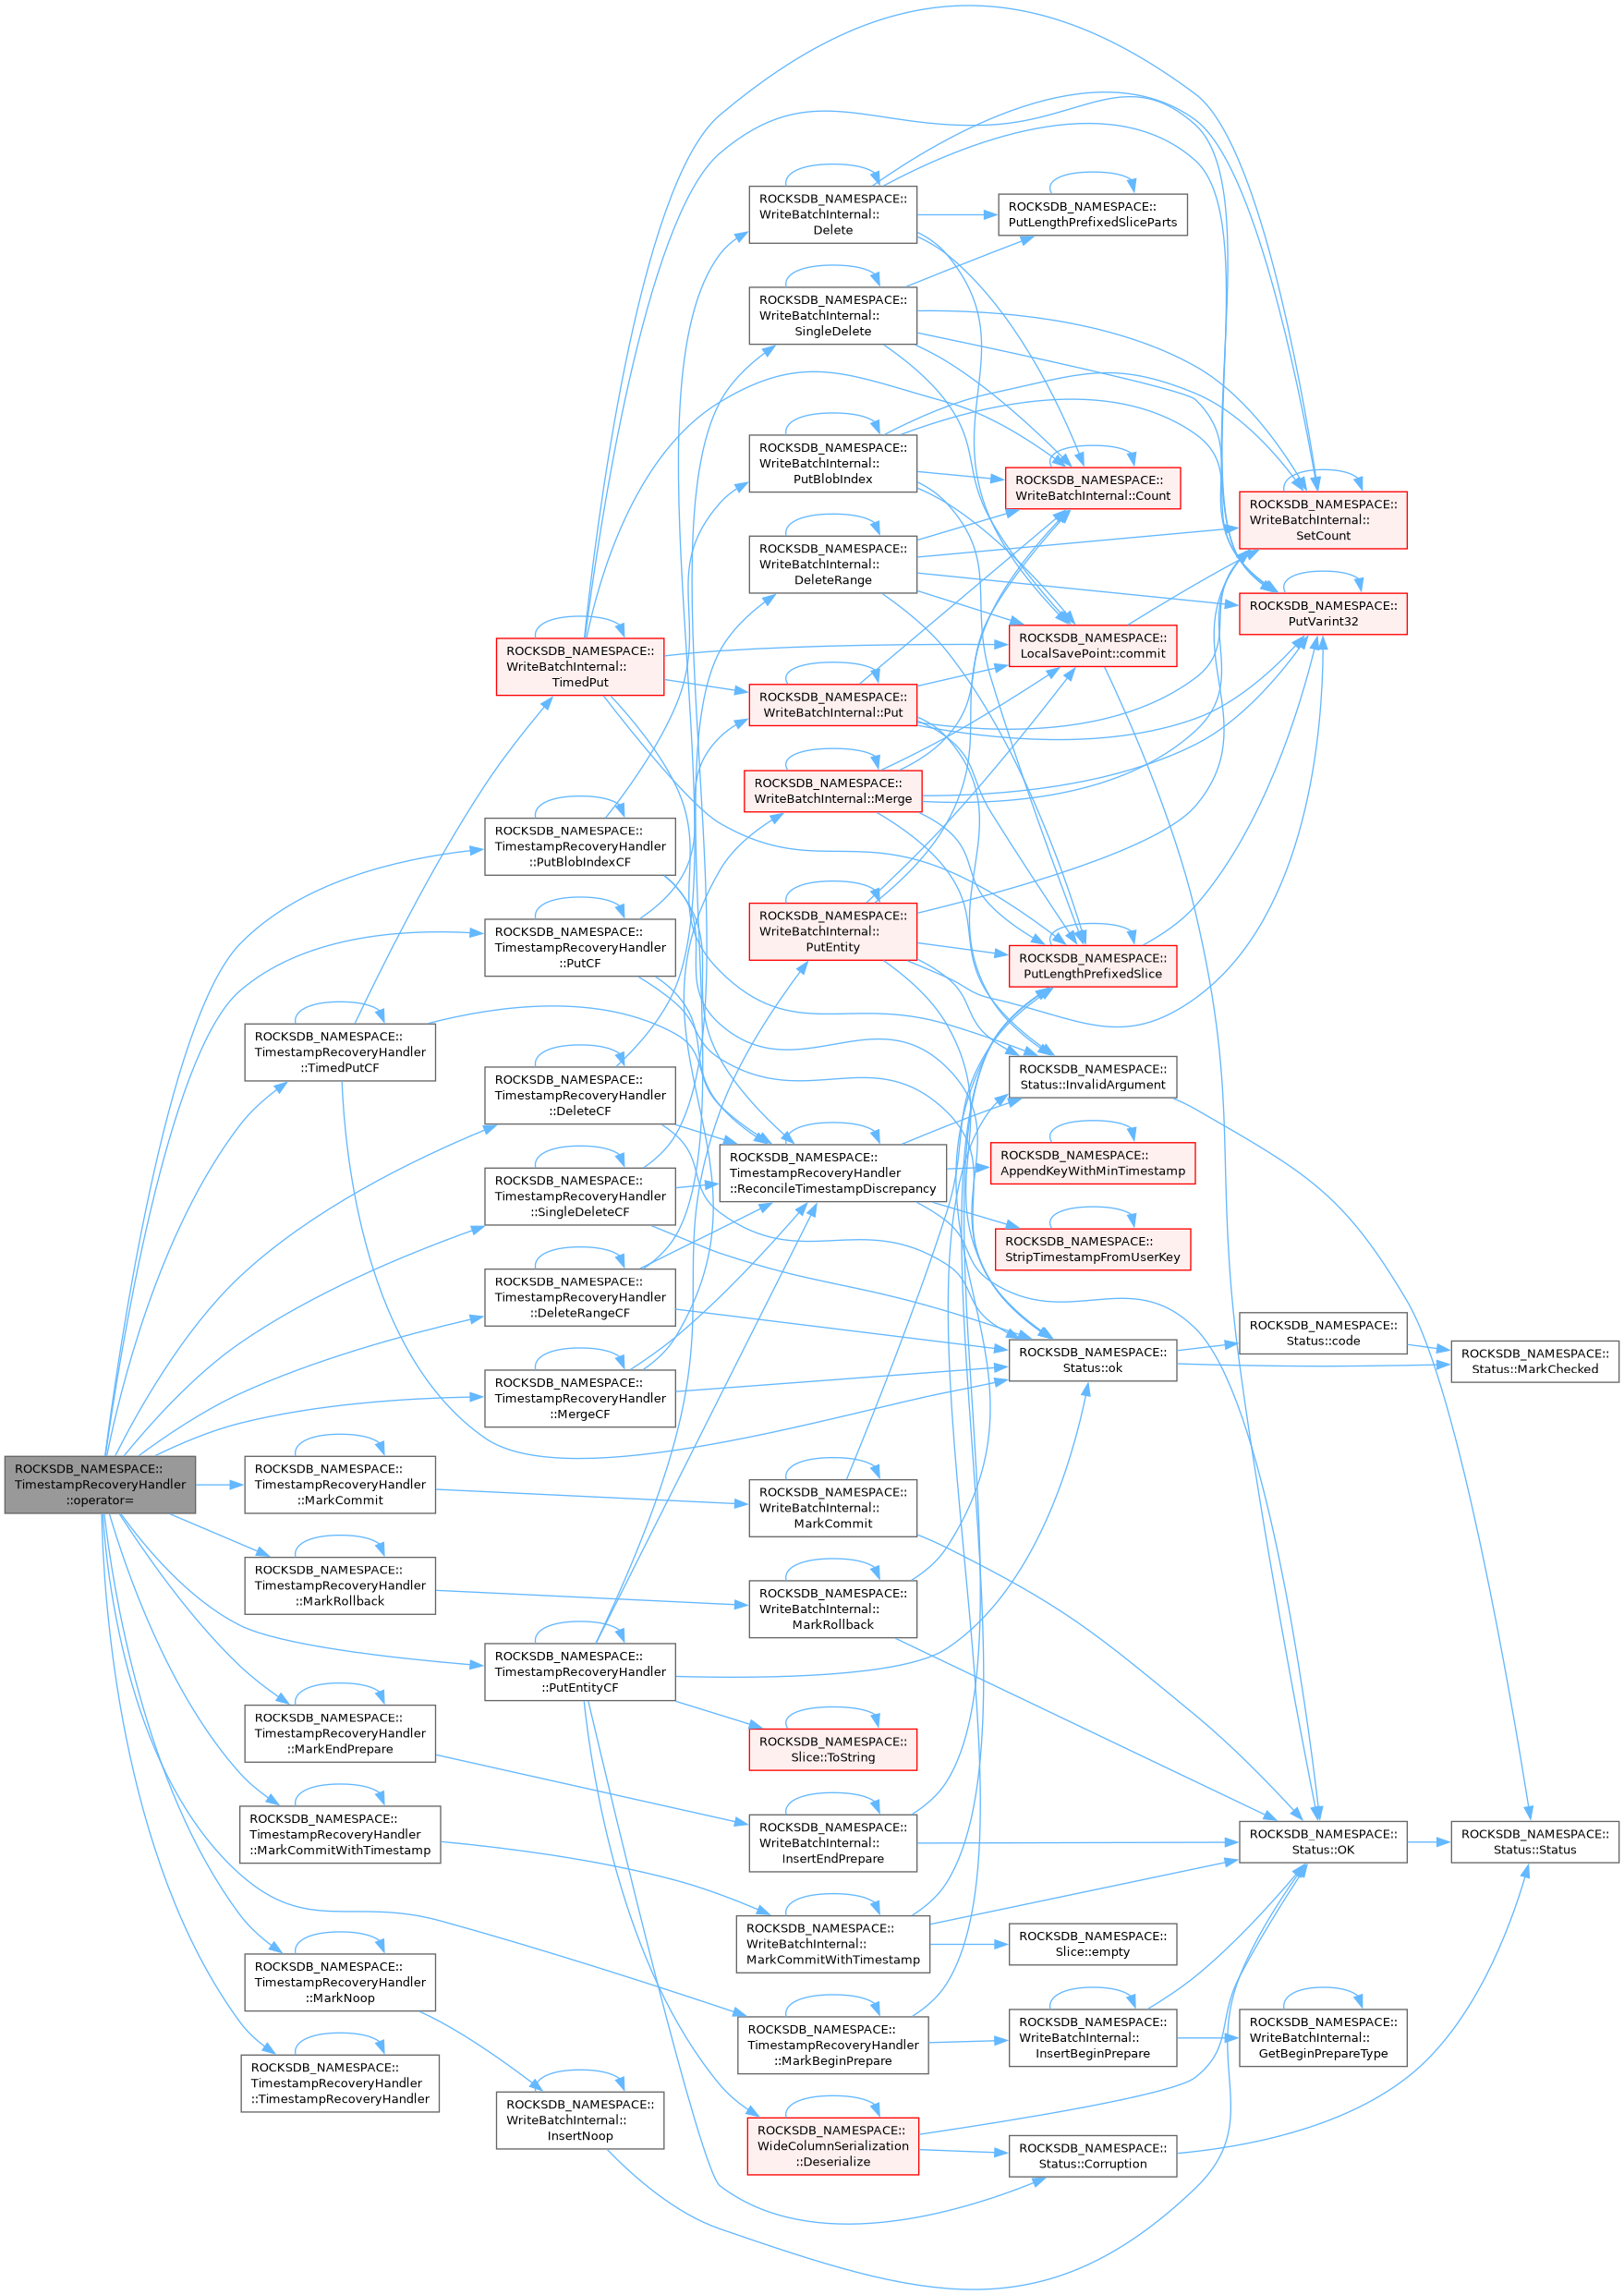 ROCKSDB_NAMESPACE::
TimestampRecoveryHandler
::operator=
ROCKSDB_NAMESPACE::
TimestampRecoveryHandler
::TimedPutCF
ROCKSDB_NAMESPACE::
TimestampRecoveryHandler
::MarkCommit
ROCKSDB_NAMESPACE::
TimestampRecoveryHandler
::MarkRollback
ROCKSDB_NAMESPACE::
TimestampRecoveryHandler
::MarkEndPrepare
ROCKSDB_NAMESPACE::
TimestampRecoveryHandler
::MarkCommitWithTimestamp
ROCKSDB_NAMESPACE::
TimestampRecoveryHandler
::MarkNoop
ROCKSDB_NAMESPACE::
TimestampRecoveryHandler
::TimestampRecoveryHandler
ROCKSDB_NAMESPACE::
WriteBatchInternal::
TimedPut
ROCKSDB_NAMESPACE::
TimestampRecoveryHandler
::PutBlobIndexCF
ROCKSDB_NAMESPACE::
TimestampRecoveryHandler
::PutCF
ROCKSDB_NAMESPACE::
TimestampRecoveryHandler
::DeleteCF
ROCKSDB_NAMESPACE::
TimestampRecoveryHandler
::SingleDeleteCF
ROCKSDB_NAMESPACE::
TimestampRecoveryHandler
::DeleteRangeCF
ROCKSDB_NAMESPACE::
TimestampRecoveryHandler
::MergeCF
ROCKSDB_NAMESPACE::
TimestampRecoveryHandler
::PutEntityCF
ROCKSDB_NAMESPACE::
WriteBatchInternal::
InsertNoop
ROCKSDB_NAMESPACE::
WriteBatchInternal::
Delete
ROCKSDB_NAMESPACE::
WriteBatchInternal::
SingleDelete
ROCKSDB_NAMESPACE::
WriteBatchInternal::
PutBlobIndex
ROCKSDB_NAMESPACE::
WriteBatchInternal::
DeleteRange
ROCKSDB_NAMESPACE::
WriteBatchInternal::Put
ROCKSDB_NAMESPACE::
WriteBatchInternal::Merge
ROCKSDB_NAMESPACE::
WriteBatchInternal::
PutEntity
ROCKSDB_NAMESPACE::
TimestampRecoveryHandler
::ReconcileTimestampDiscrepancy
ROCKSDB_NAMESPACE::
WriteBatchInternal::
MarkCommit
ROCKSDB_NAMESPACE::
WriteBatchInternal::
MarkRollback
ROCKSDB_NAMESPACE::
Slice::ToString
ROCKSDB_NAMESPACE::
WriteBatchInternal::
InsertEndPrepare
ROCKSDB_NAMESPACE::
WriteBatchInternal::
MarkCommitWithTimestamp
ROCKSDB_NAMESPACE::
TimestampRecoveryHandler
::MarkBeginPrepare
ROCKSDB_NAMESPACE::
WideColumnSerialization
::Deserialize
ROCKSDB_NAMESPACE::
PutLengthPrefixedSliceParts
ROCKSDB_NAMESPACE::
WriteBatchInternal::Count
ROCKSDB_NAMESPACE::
LocalSavePoint::commit
ROCKSDB_NAMESPACE::
PutLengthPrefixedSlice
ROCKSDB_NAMESPACE::
Status::InvalidArgument
ROCKSDB_NAMESPACE::
AppendKeyWithMinTimestamp
ROCKSDB_NAMESPACE::
StripTimestampFromUserKey
ROCKSDB_NAMESPACE::
Status::ok
ROCKSDB_NAMESPACE::
Slice::empty
ROCKSDB_NAMESPACE::
WriteBatchInternal::
InsertBeginPrepare
ROCKSDB_NAMESPACE::
Status::Corruption
ROCKSDB_NAMESPACE::
WriteBatchInternal::
SetCount
ROCKSDB_NAMESPACE::
PutVarint32
ROCKSDB_NAMESPACE::
Status::code
ROCKSDB_NAMESPACE::
Status::OK
ROCKSDB_NAMESPACE::
WriteBatchInternal::
GetBeginPrepareType
ROCKSDB_NAMESPACE::
Status::MarkChecked
ROCKSDB_NAMESPACE::
Status::Status